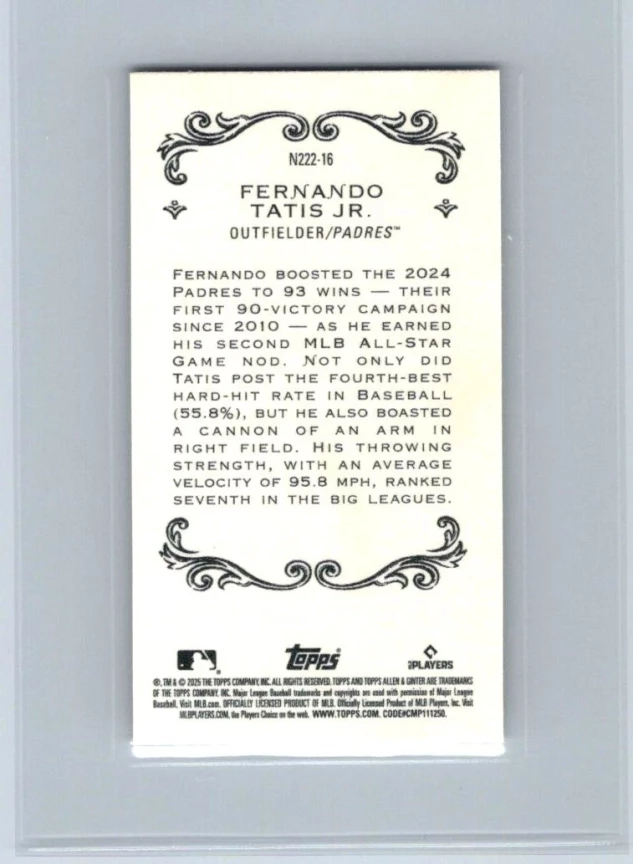 N222-16
FERNANDO
TATIS JR.
OUTFIELDER/PADRES™
FERNANDO BOOSTED THE 2024
PADRES TO 93 WINS — THEIR
FIRST 90-VICTORY CAMPAIGN
SINCE 2010 — AS HE EARNED
HIS SECOND MLB ALL-STAR
GAME NOD. NOT ONLY DID
TATIS POST THE FOURTH-BEST
HARD-HIT RATE IN BASEBALL
(55.8%), BUT HE ALSO BOASTED
A CANNON OF AN ARM IN
RIGHT FIELD. HIS THROWING
STRENGTH, WITH AN AVERAGE
VELOCITY OF 95.8 MPH, RANKED
SEVENTH IN THE BIG LEAGUES.
Topps
PLAYERS
®, TM & © 2025 THE TOPPS COMPANY, INC. ALL RIGHTS RESERVED. TOPPS AND TOPPS ALLEN & GINTER ARE TRADEMARKS
OF THE TOPPS COMPANY, INC. Major League Baseball trademarks and copyrights are used with permission of Major League
Baseball. Visit MLB.com. OFFICIALLY LICENSED PRODUCT OF MLB. Officially Licensed Product of MLB Players, Inc. Visit
MLBPLAYERS.COM, the Players Choice on the web. WWW.TOPPS.COM. CODE#CMP111250.